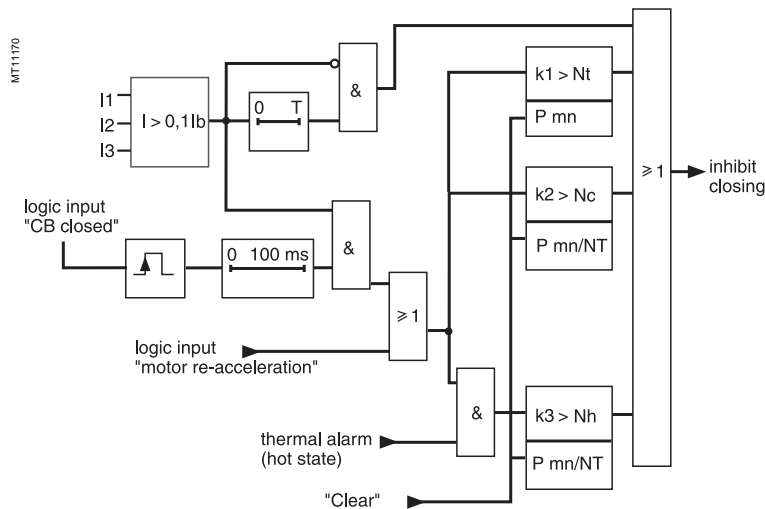 MT11170
I1
I2
I3
I > 0,1Ib
0 T
&
k1 > Nt
P mn
≥ 1
inhibit
closing
k2 > Nc
P mn/NT
logic input
"CB closed"
0 100 ms
&
≥ 1
logic input
"motor re-acceleration"
&
k3 > Nh
P mn/NT
thermal alarm
(hot state)
"Clear"